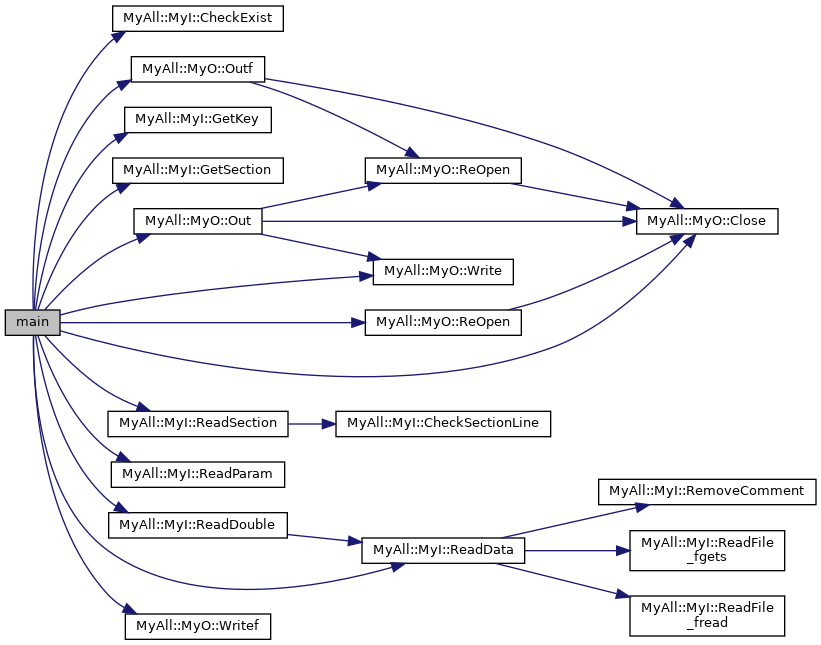 MyAll::MyI::CheckExist
MyAll::MyO::Outf
MyAll::MyI::GetKey
MyAll::MyI::GetSection
MyAll::MyO::ReOpen
MyAll::MyO::Out
MyAll::MyO::Close
MyAll::MyO::Write
main
MyAll::MyO::ReOpen
MyAll::MyI::ReadSection
MyAll::MyI::CheckSectionLine
MyAll::MyI::ReadParam
MyAll::MyI::RemoveComment
MyAll::MyI::ReadDouble
MyAll::MyI::ReadData
MyAll::MyI::ReadFile
_fgets
MyAll::MyI::ReadFile
_fread
MyAll::MyO::Writef